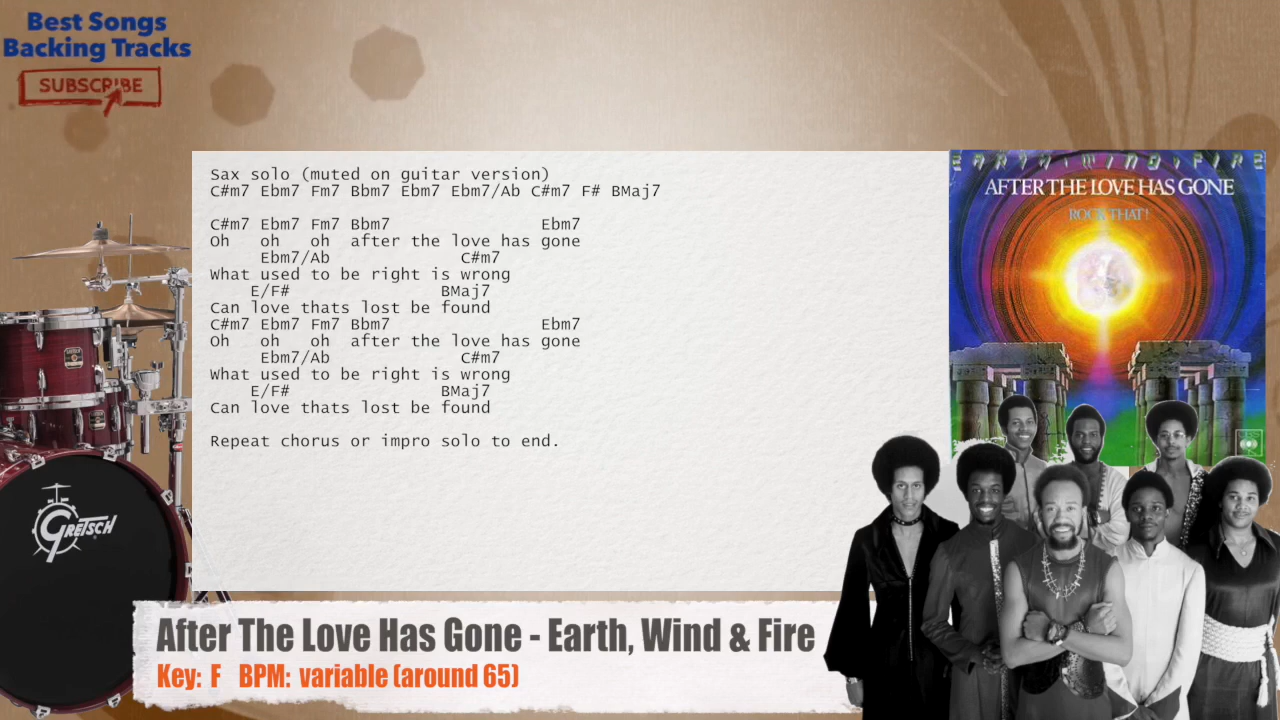 Best Songs
Backing Tracks
SUBSCRIBE
Sax solo (muted on guitar version)
C#m7 Ebm7 Fm7 Bbm7 Ebm7 Ebm7/Ab C#m7 F# BMaj7
C#m7 Ebm7 Fm7 Bbm7 Ebm7
Oh oh oh after the love has gone
Ebm7/Ab C#m7
What used to be right is wrong
E/F# BMaj7
Can love thats lost be found
C#m7 Ebm7 Fm7 Bbm7 Ebm7
Oh oh oh after the love has gone
Ebm7/Ab C#m7
What used to be right is wrong
E/F# BMaj7
Can love thats lost be found
Repeat chorus or impro solo to end.
EARTH, WIND & FIRE
AFTER THE LOVE HAS GONE
ROCK THAT!
CBS
GRETSCH
After The Love Has Gone - Earth, Wind & Fire
Key: F BPM: variable (around 65)